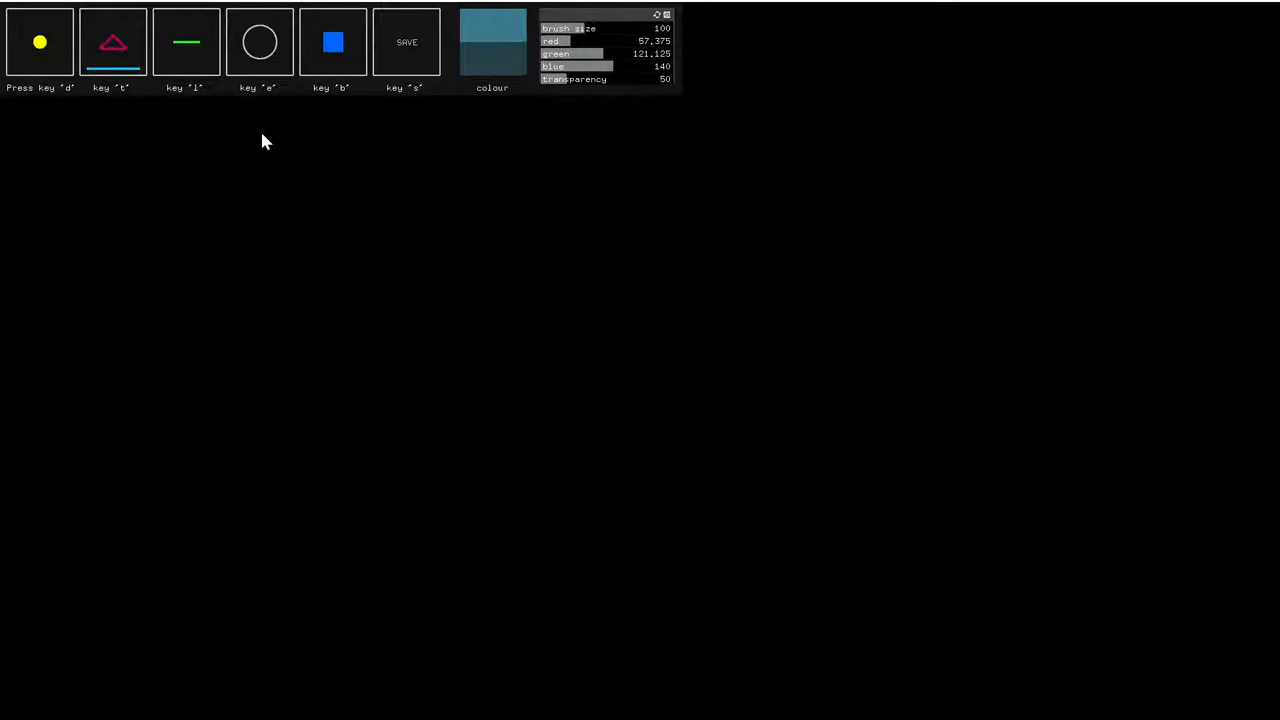 SAVE
Press key 'd' key 't' key 'l' key 'e' key 'b' key 's' colour
brush size 100
red 57.375
green 121.125
blue 140
transparency 50